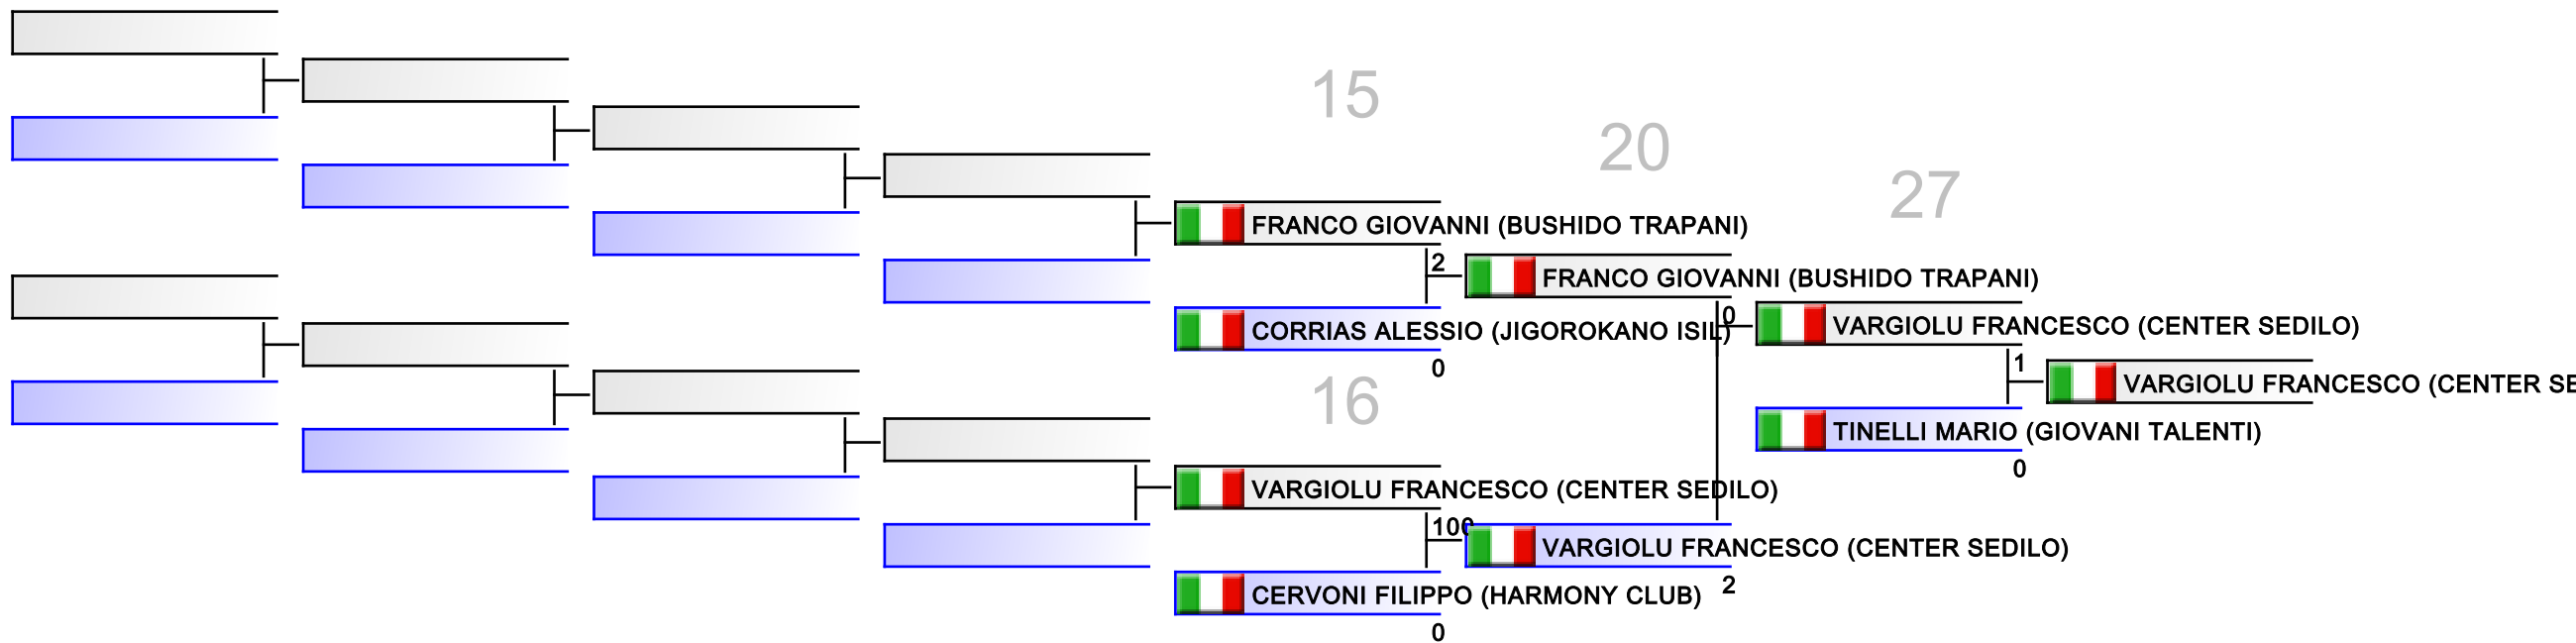 15
20
27
FRANCO GIOVANNI (BUSHIDO TRAPANI)
2
FRANCO GIOVANNI (BUSHIDO TRAPANI)
CORRIAS ALESSIO (JIGOROKANO ISIL)
0
0
VARGIOLU FRANCESCO (CENTER SEDILO)
1
VARGIOLU FRANCESCO (CENTER SE
TINELLI MARIO (GIOVANI TALENTI)
0
16
VARGIOLU FRANCESCO (CENTER SEDILO)
100
VARGIOLU FRANCESCO (CENTER SEDILO)
2
CERVONI FILIPPO (HARMONY CLUB)
0